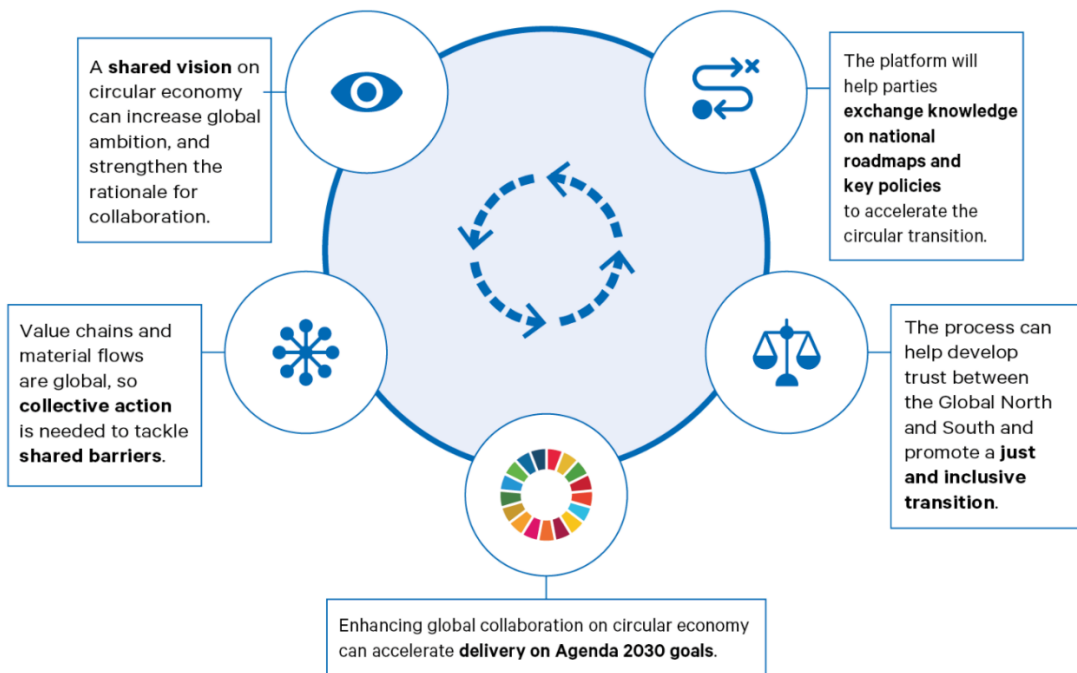 A shared vision on
circular economy
can increase global
ambition, and
strengthen the
rationale for
collaboration.
The platform will
help parties
exchange knowledge
on national
roadmaps and
key policies
to accelerate the
circular transition.
Value chains and
material flows
are global, so
collective action
is needed to tackle
shared barriers.
The process can
help develop
trust between
the Global North
and South and
promote a just
and inclusive
transition.
Enhancing global collaboration on circular economy
can accelerate delivery on Agenda 2030 goals.